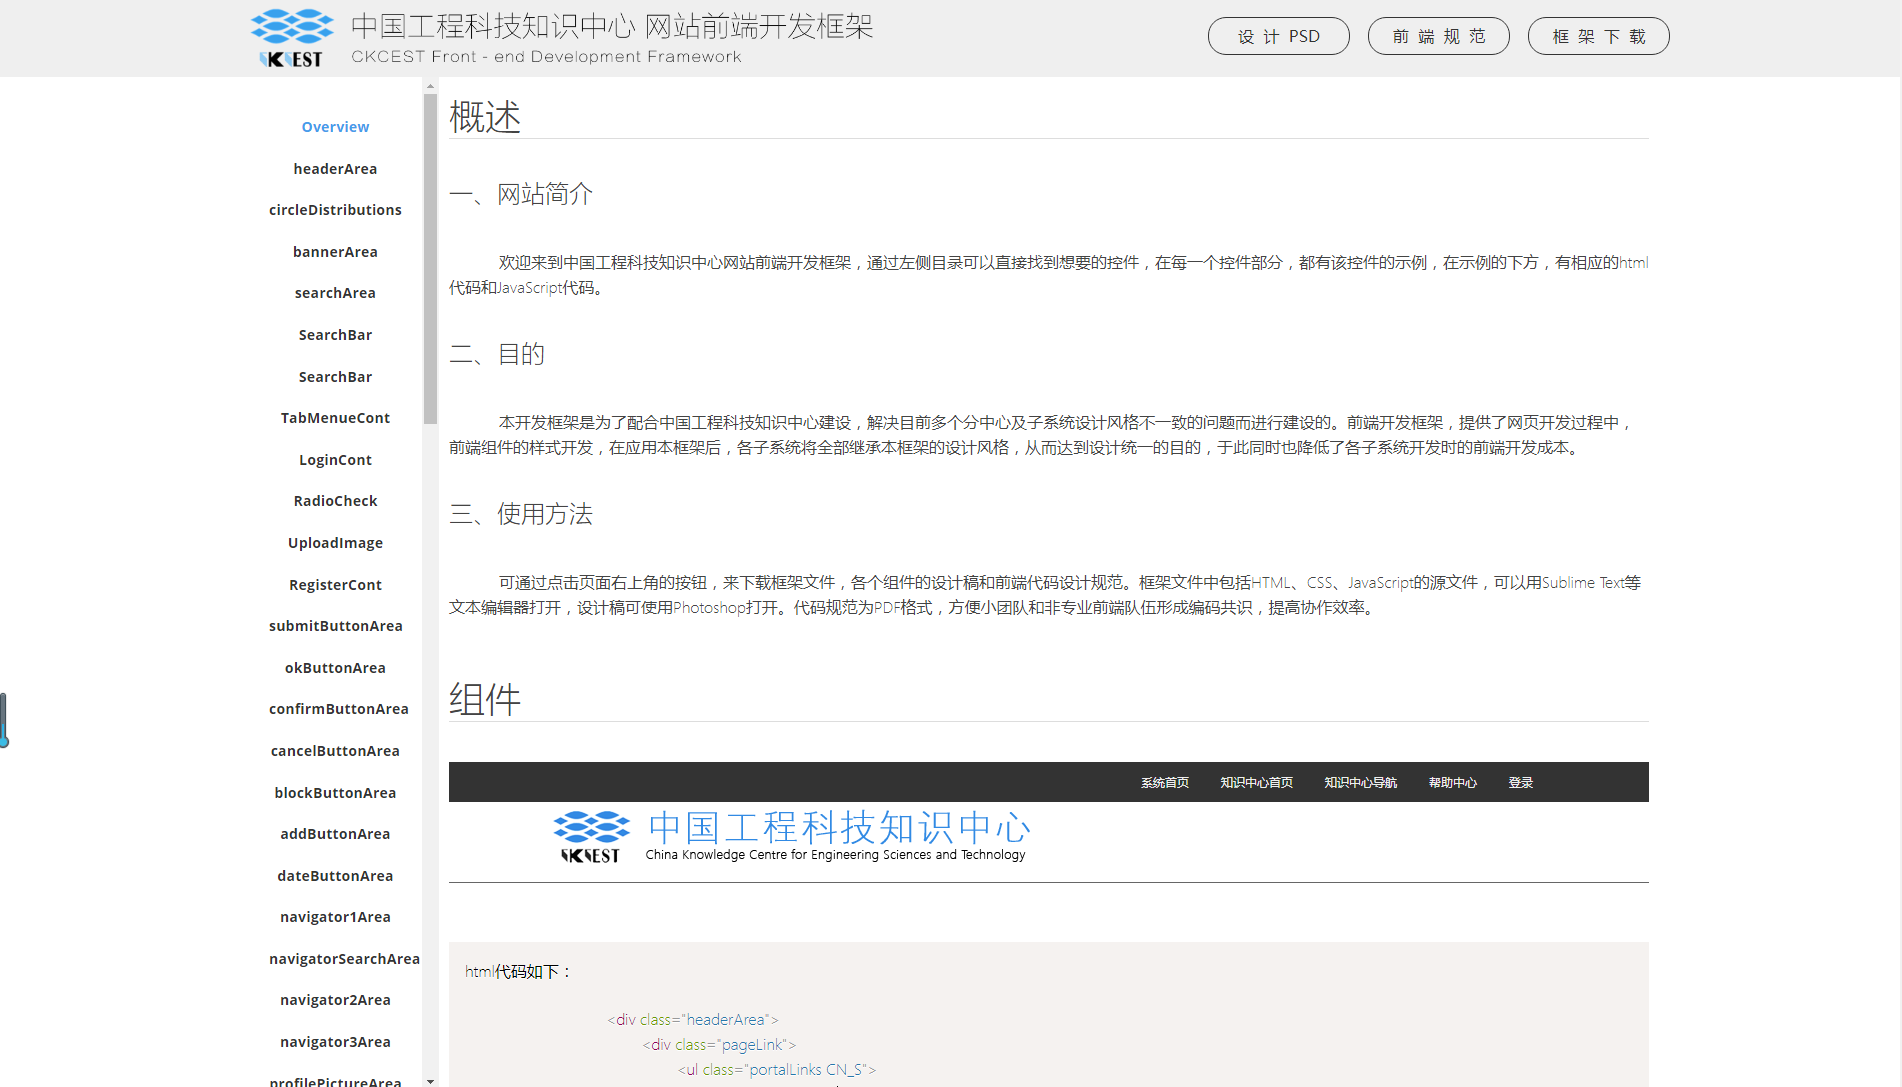 中国工程科技知识中心 网站前端开发框架
CKCEST Front - end Development Framework
设 计 PSD
前 端 规 范
框 架 下 载
Overview
headerArea
circleDistributions
bannerArea
searchArea
SearchBar
SearchBar
TabMenueCont
LoginCont
RadioCheck
UploadImage
RegisterCont
submitButtonArea
okButtonArea
confirmButtonArea
cancelButtonArea
blockButtonArea
addButtonArea
dateButtonArea
navigator1Area
navigatorSearchArea
navigator2Area
navigator3Area
profilePictureArea
概述
一、网站简介
欢迎来到中国工程科技知识中心网站前端开发框架，通过左侧目录可以直接找到想要的控件，在每一个控件部分，都有该控件的示例，在示例的下方，有相应的html
代码和JavaScript代码。
二、目的
本开发框架是为了配合中国工程科技知识中心建设，解决目前多个分中心及子系统设计风格不一致的问题而进行建设的。前端开发框架，提供了网页开发过程中，
前端组件的样式开发，在应用本框架后，各子系统将全部继承本框架的设计风格，从而达到设计统一的目的，于此同时也降低了各子系统开发时的前端开发成本。
三、使用方法
可通过点击页面右上角的按钮，来下载框架文件，各个组件的设计稿和前端代码设计规范。框架文件中包括HTML、CSS、JavaScript的源文件，可以用Sublime Text等
文本编辑器打开，设计稿可使用Photoshop打开。代码规范为PDF格式，方便小团队和非专业前端队伍形成编码共识，提高协作效率。
组件
系统首页 知识中心首页 知识中心导航 帮助中心 登录
中国工程科技知识中心
CKCEST
China Knowledge Centre for Engineering Sciences and Technology
html代码如下：
<div class="headerArea">
<div class="pageLink">
<ul class="portalLinks CN_S">